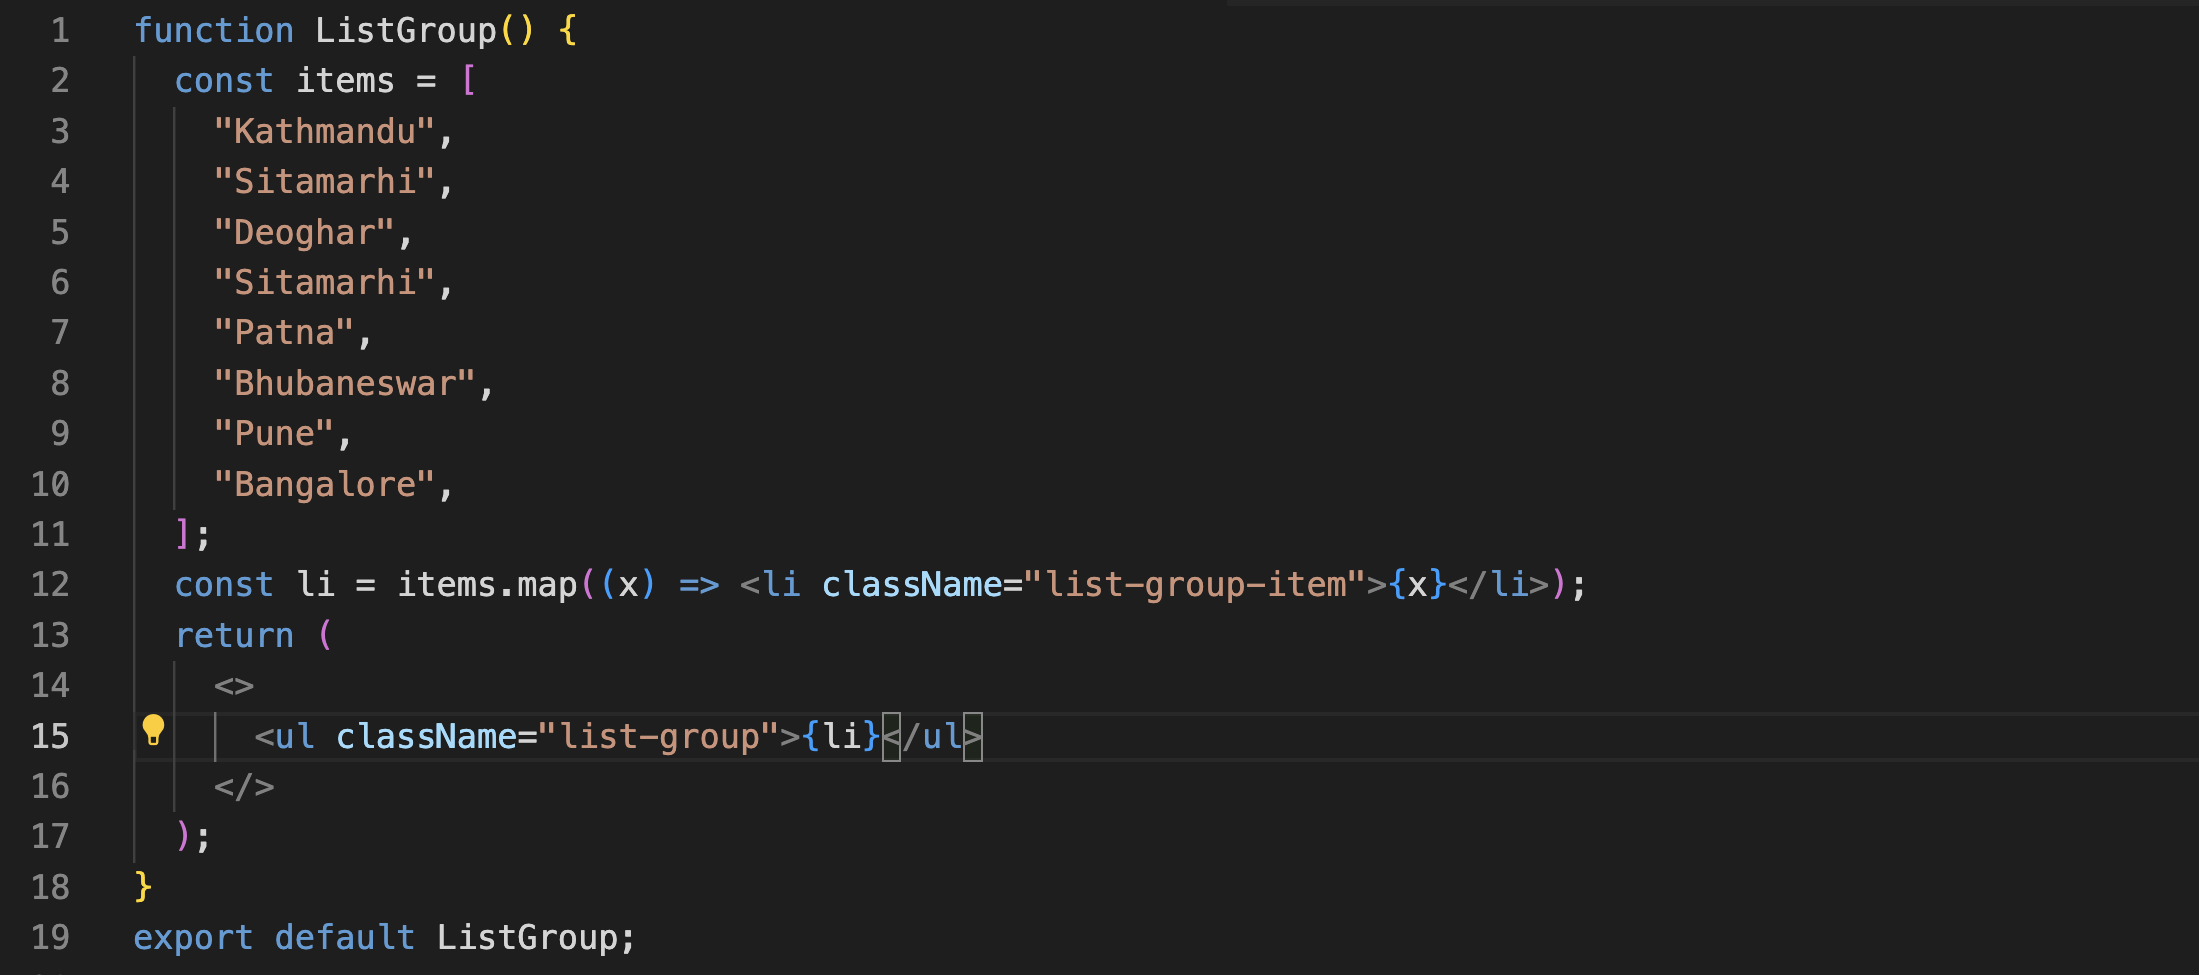 1 function ListGroup() {
2 const items = [
3 "Kathmandu",
4 "Sitamarhi",
5 "Deoghar",
6 "Sitamarhi",
7 "Patna",
8 "Bhubaneswar",
9 "Pune",
10 "Bangalore",
11 ];
12 const li = items.map((x) => <li className="list-group-item">{x}</li>);
13 return (
14 <>
15 <ul className="list-group">{li}</ul>
16 </>
17 );
18 }
19 export default ListGroup;